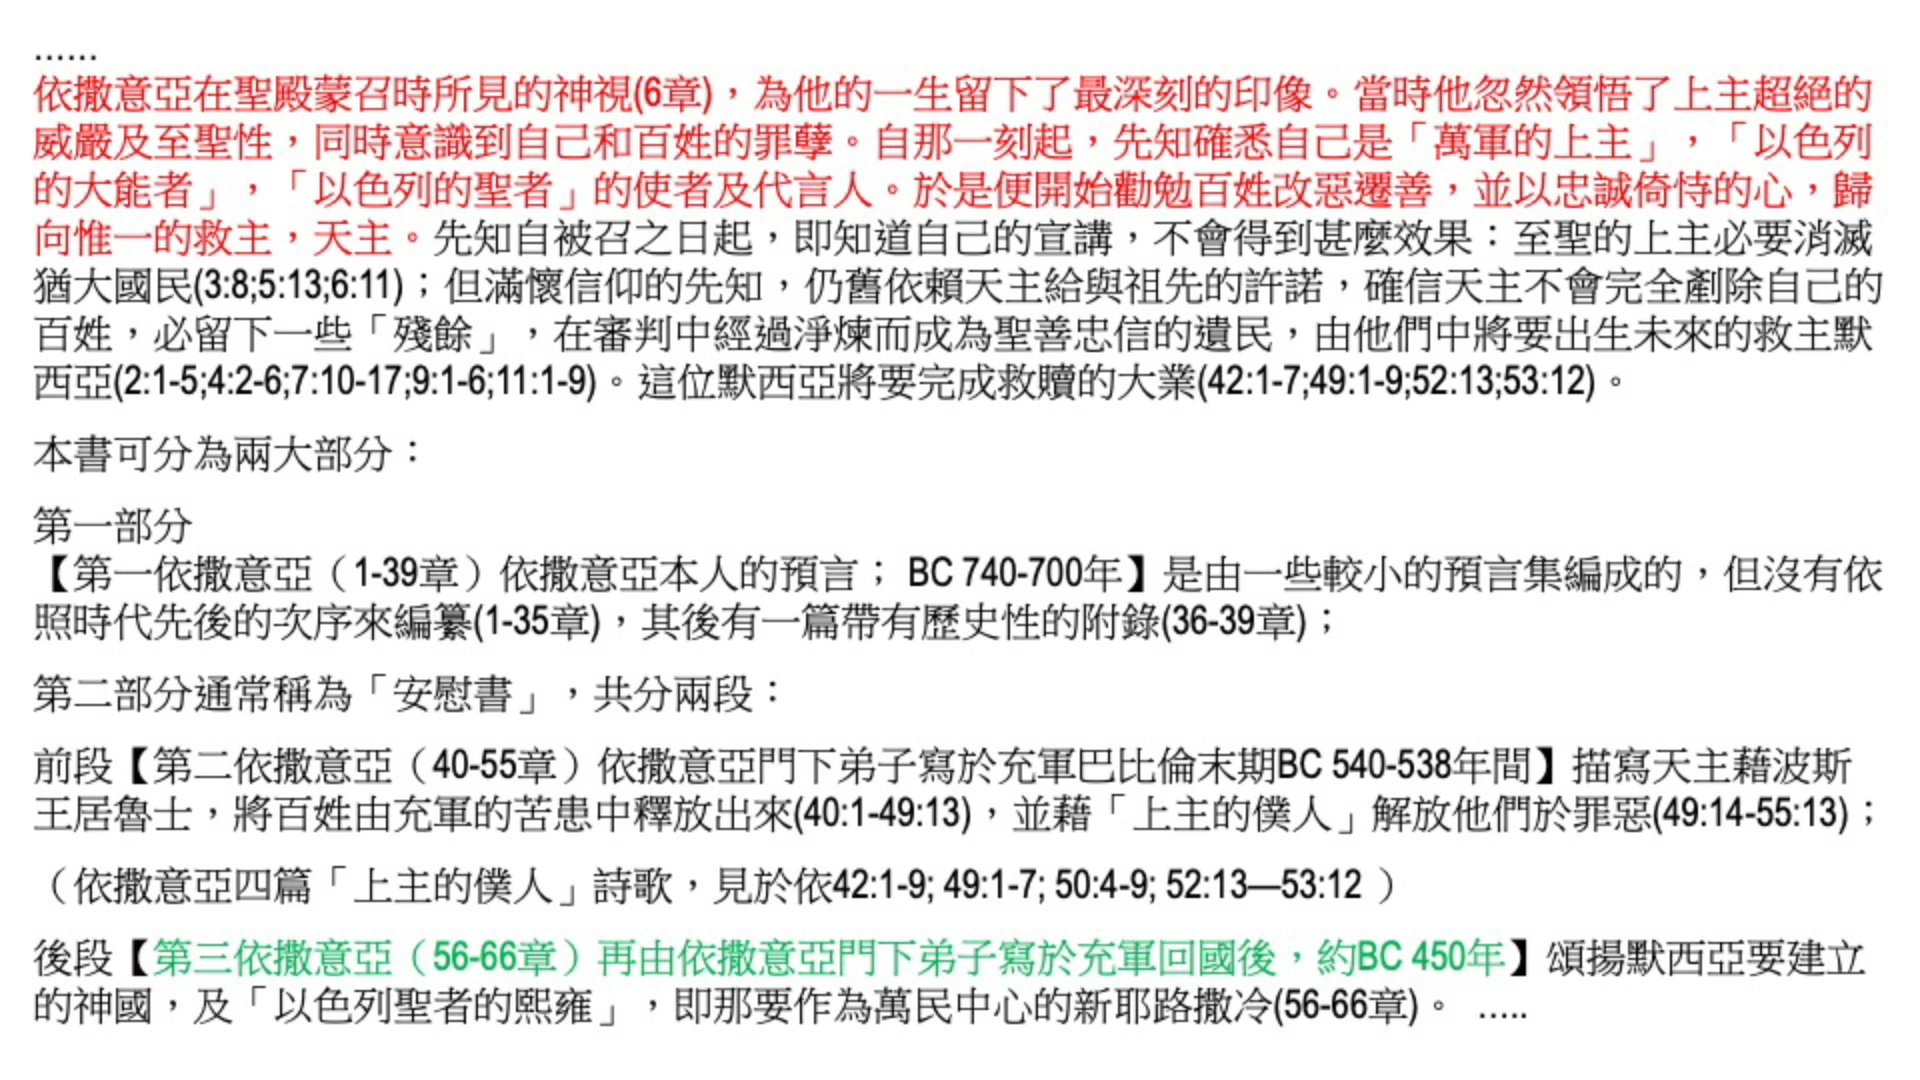 ......
依撒意亞在聖殿蒙召時所見的神視(6章)，為他的一生留下了最深刻的印像。當時他忽然領悟了上主超絕的
威嚴及至聖性，同時意識到自己和百姓的罪孽。自那一刻起，先知確悉自己是「萬軍的上主」，「以色列
的大能者」，「以色列的聖者」的使者及代言人。於是便開始勸勉百姓改惡遷善，並以忠誠倚恃的心，歸
向惟一的救主，天主。先知自被召之日起，即知道自己的宣講，不會得到甚麼效果：至聖的上主必要消滅
猶大國民(3:8;5:13;6:11)；但滿懷信仰的先知，仍舊依賴天主給與祖先的許諾，確信天主不會完全剷除自己的
百姓，必留下一些「殘餘」，在審判中經過淨煉而成為聖善忠信的遺民，由他們中將要出生未來的救主默
西亞(2:1-5;4:2-6;7:10-17;9:1-6;11:1-9)。這位默西亞將要完成救贖的大業(42:1-7;49:1-9;52:13;53:12)。
本書可分為兩大部分：
第一部分
【第一依撒意亞（1-39章）依撒意亞本人的預言； BC 740-700年】是由一些較小的預言集編成的，但沒有依
照時代先後的次序來編纂(1-35章)，其後有一篇帶有歷史性的附錄(36-39章)；
第二部分通常稱為「安慰書」，共分兩段：
前段【第二依撒意亞（40-55章）依撒意亞門下弟子寫於充軍巴比倫末期BC 540-538年間】描寫天主藉波斯
王居魯士，將百姓由充軍的苦患中釋放出來(40:1-49:13)，並藉「上主的僕人」解放他們於罪惡(49:14-55:13)；
（依撒意亞四篇「上主的僕人」詩歌，見於依42:1-9; 49:1-7; 50:4-9; 52:13—53:12 ）
後段【第三依撒意亞（56-66章）再由依撒意亞門下弟子寫於充軍回國後，約BC 450年】頌揚默西亞要建立
的神國，及「以色列聖者的熙雍」，即那要作為萬民中心的新耶路撒冷(56-66章)。 .....